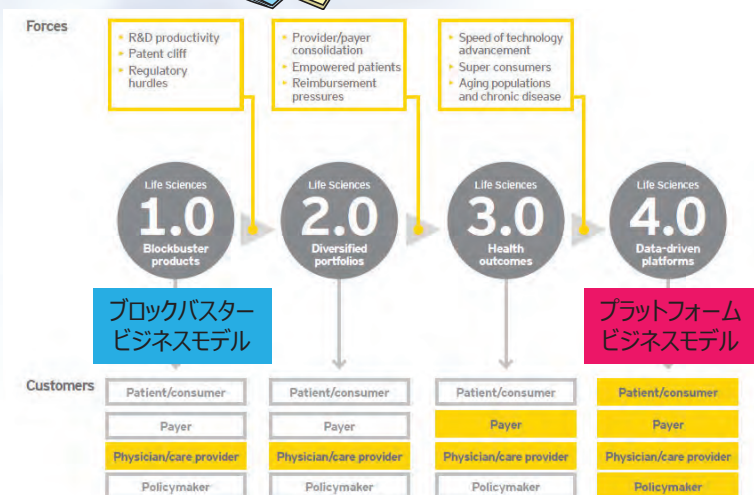 Forces
R&D productivity
Patent cliff
Regulatory
hurdles
Provider/payer
consolidation
Empowered patients
Reimbursement
pressures
Speed of technology
advancement
Super consumers
Aging populations
and chronic disease
Life Sciences
1.0
Blockbuster
products
Life Sciences
2.0
Diversified
portfolios
Life Sciences
3.0
Health
outcomes
Life Sciences
4.0
Data-driven
platforms
ブロックバスター
ビジネスモデル
プラットフォーム
ビジネスモデル
Customers
Patient/consumer
Patient/consumer
Patient/consumer
Patient/consumer
Payer
Payer
Payer
Payer
Physician/care provider
Physician/care provider
Physician/care provider
Physician/care provider
Policymaker
Policymaker
Policymaker
Policymaker